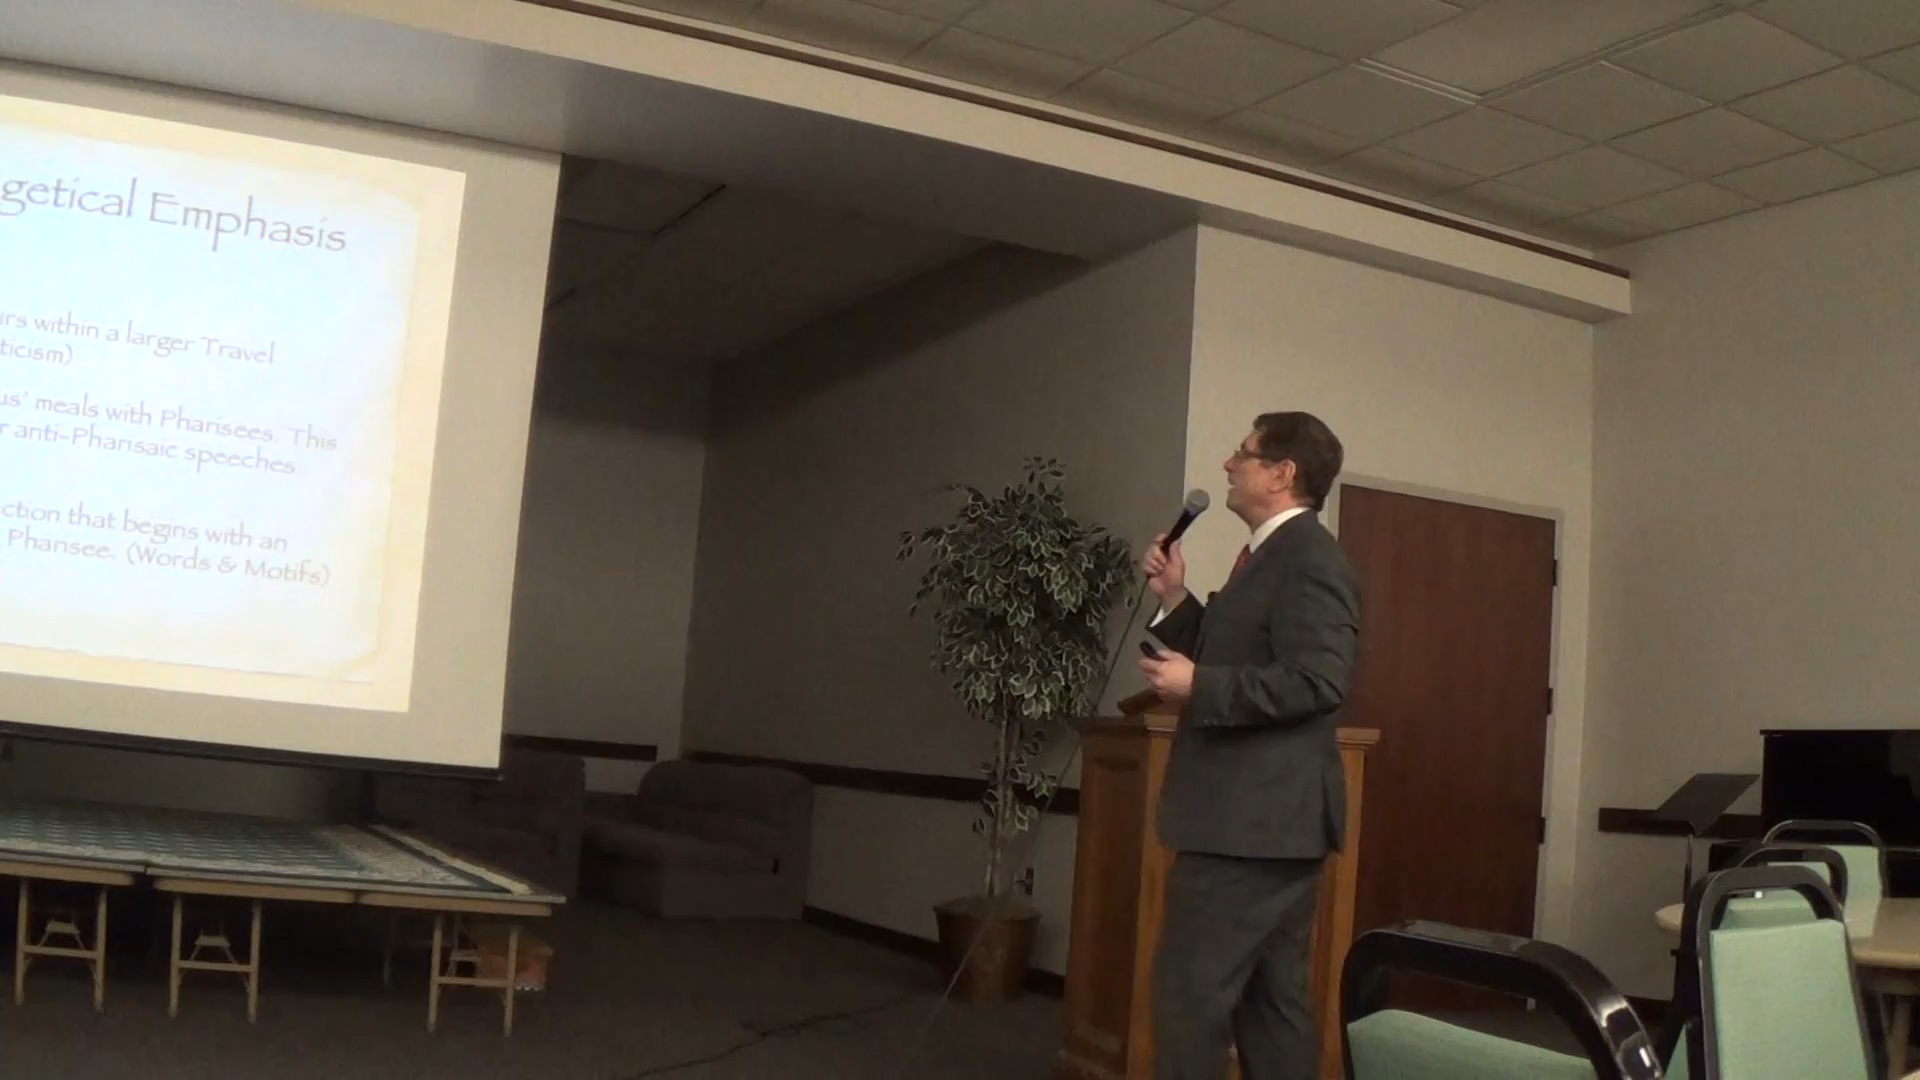 getical Emphasis
irs within a larger Travel
ticism)
us' meals with Pharisees. This
r anti-Pharisaic speeches
ction that begins with an
Pharisee. (Words & Motifs)